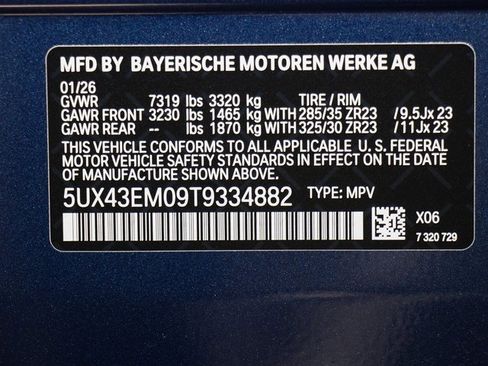 MFD BY BAYERISCHE MOTOREN WERKE AG
01/26
GVWR 7319 lbs 3320 kg TIRE / RIM
GAWR FRONT 3230 lbs 1465 kg WITH 285/35 ZR23 / 9.5Jx 23
GAWR REAR -- lbs 1870 kg WITH 325/30 ZR23 / 11Jx 23
THIS VEHICLE CONFORMS TO ALL APPLICABLE U. S. FEDERAL
MOTOR VEHICLE SAFETY STANDARDS IN EFFECT ON THE DATE OF
MANUFACTURE SHOWN ABOVE.
5UX43EM09T9334882 TYPE: MPV
X06
7 320 729